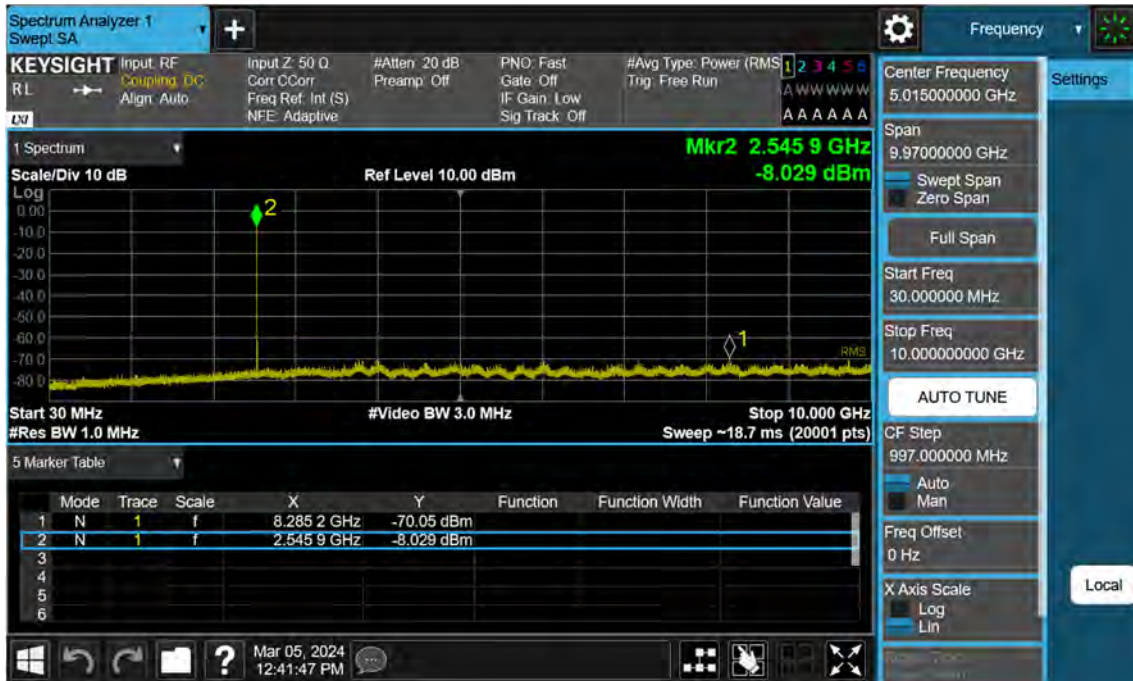 Spectrum Analyzer 1
Swept SA
+
Frequency
KEYSIGHT
RL
LXI
Input: RF
Coupling: DC
Align: Auto
Input Z: 50 Ω
Corr CCorr
Freq Ref: Int (S)
NFE: Adaptive
#Atten: 20 dB
Preamp: Off
PNO: Fast
Gate: Off
IF Gain: Low
Sig Track: Off
#Avg Type: Power (RMS
Trig: Free Run
1 2 3 4 5 6
A W W W W W
A A A A A A
1 Spectrum
Scale/Div 10 dB
Ref Level 10.00 dBm
Mkr2 2.545 9 GHz
-8.029 dBm
Log
0.00
-10.0
-20.0
-30.0
-40.0
-50.0
-60.0
-70.0
-80.0
2
1
RMS
Start 30 MHz
#Video BW 3.0 MHz
Stop 10.000 GHz
#Res BW 1.0 MHz
Sweep ~18.7 ms (20001 pts)
5 Marker Table
Mode Trace Scale X Y Function Function Width Function Value
1 N 1 f 8.285 2 GHz -70.05 dBm
2 N 1 f 2.545 9 GHz -8.029 dBm
3
4
5
6
?
Mar 05, 2024
12:41:47 PM
Center Frequency
5.015000000 GHz
Settings
Span
9.97000000 GHz
Swept Span
Zero Span
Full Span
Start Freq
30.000000 MHz
Stop Freq
10.000000000 GHz
AUTO TUNE
CF Step
997.000000 MHz
Auto
Man
Freq Offset
0 Hz
X Axis Scale
Log
Lin
Local